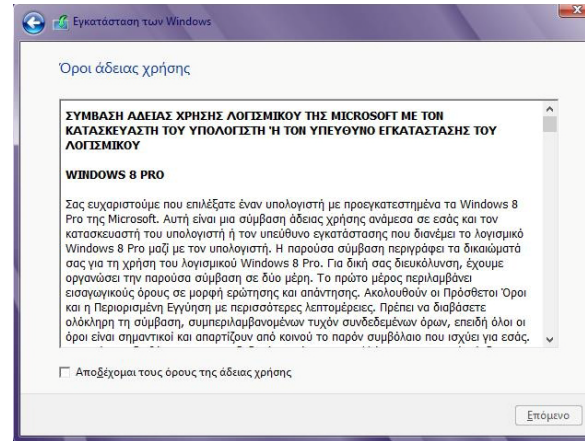 Εγκατάσταση των Windows
Όροι άδειας χρήσης
ΣΥΜΒΑΣΗ ΑΔΕΙΑΣ ΧΡΗΣΗΣ ΛΟΓΙΣΜΙΚΟΥ ΤΗΣ MICROSOFT ΜΕ ΤΟΝ
ΚΑΤΑΣΚΕΥΑΣΤΗ ΤΟΥ ΥΠΟΛΟΓΙΣΤΗ Ή ΤΟΝ ΥΠΕΥΘΥΝΟ ΕΓΚΑΤΑΣΤΑΣΗΣ ΤΟΥ
ΛΟΓΙΣΜΙΚΟΥ
WINDOWS 8 PRO
Σας ευχαριστούμε που επιλέξατε έναν υπολογιστή με προεγκατεστημένα τα Windows 8
Pro της Microsoft. Αυτή είναι μια σύμβαση άδειας χρήσης ανάμεσα σε εσάς και τον
κατασκευαστή του υπολογιστή ή τον υπεύθυνο εγκατάστασης που διανέμει το λογισμικό
Windows 8 Pro μαζί με τον υπολογιστή. Η παρούσα σύμβαση περιγράφει τα δικαιώματά
σας για τη χρήση του λογισμικού Windows 8 Pro. Για δική σας διευκόλυνση, έχουμε
οργανώσει την παρούσα σύμβαση σε δύο μέρη. Το πρώτο μέρος περιλαμβάνει
εισαγωγικούς όρους σε μορφή ερώτησης και απάντησης. Ακολουθούν οι Πρόσθετοι Όροι
και η Περιορισμένη Εγγύηση με περισσότερες λεπτομέρειες. Πρέπει να διαβάσετε
ολόκληρη τη σύμβαση, συμπεριλαμβανομένων τυχόν συνδεδεμένων όρων, επειδή όλοι οι
όροι είναι σημαντικοί και απαρτίζουν από κοινού το παρόν συμβόλαιο που ισχύει για εσάς.
Αποδέχομαι τους όρους της άδειας χρήσης
Επόμενο